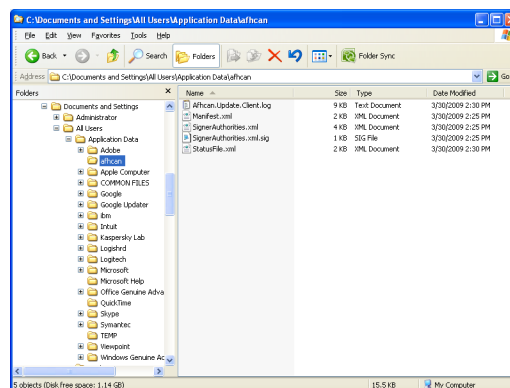 C:\Documents and Settings\All Users\Application Data\afhcan
File Edit View Favorites Tools Help
Back Search Folders Folder Sync
Address C:\Documents and Settings\All Users\Application Data\afhcan Go
Folders
Name Size Type Date Modified
Afhcan.Update.Client.log 9 KB Text Document 3/30/2009 2:30 PM
Manifest.xml 2 KB XML Document 3/30/2009 2:25 PM
SignerAuthorities.xml 4 KB XML Document 3/30/2009 2:25 PM
SignerAuthorities.xml.sig 1 KB SIG File 3/30/2009 2:25 PM
StatusFile.xml 2 KB XML Document 3/30/2009 2:30 PM
Documents and Settings
Administrator
All Users
Application Data
Adobe
afhcan
Apple Computer
COMMON FILES
Google
Google Updater
ibm
Intuit
Kaspersky Lab
Logishrd
Logitech
Microsoft
Microsoft Help
Office Genuine Adva
QuickTime
Skype
Symantec
TEMP
Viewpoint
Windows Genuine Ac
5 objects (Disk free space: 1.14 GB) 15.5 KB My Computer